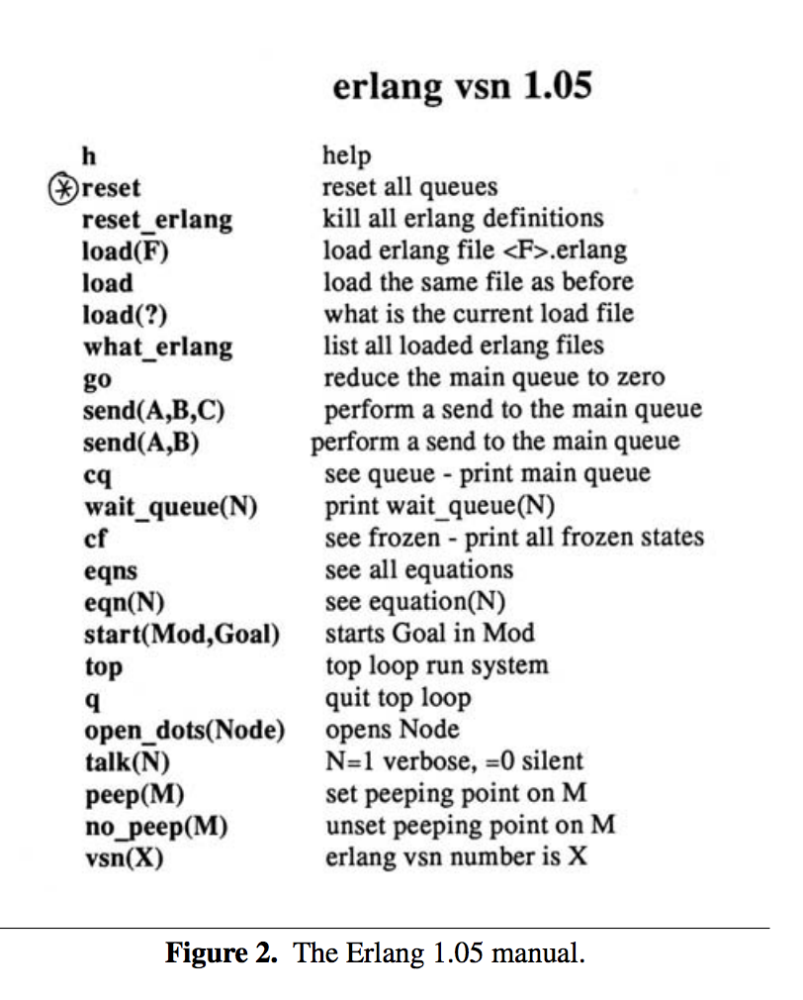 erlang vsn 1.05
h help
* reset reset all queues
reset_erlang kill all erlang definitions
load(F) load erlang file <F>.erlang
load load the same file as before
load(?) what is the current load file
what_erlang list all loaded erlang files
go reduce the main queue to zero
send(A,B,C) perform a send to the main queue
send(A,B) perform a send to the main queue
cq see queue - print main queue
wait_queue(N) print wait_queue(N)
cf see frozen - print all frozen states
eqns see all equations
eqn(N) see equation(N)
start(Mod,Goal) starts Goal in Mod
top top loop run system
q quit top loop
open_dots(Node) opens Node
talk(N) N=1 verbose, =0 silent
peep(M) set peeping point on M
no_peep(M) unset peeping point on M
vsn(X) erlang vsn number is X
Figure 2. The Erlang 1.05 manual.